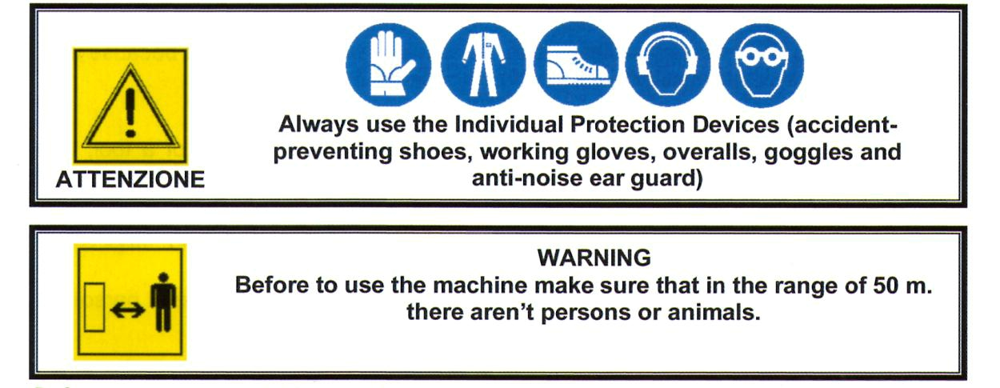 Always use the Individual Protection Devices (accident-
preventing shoes, working gloves, overalls, goggles and
anti-noise ear guard)
ATTENZIONE
WARNING
Before to use the machine make sure that in the range of 50 m.
there aren't persons or animals.